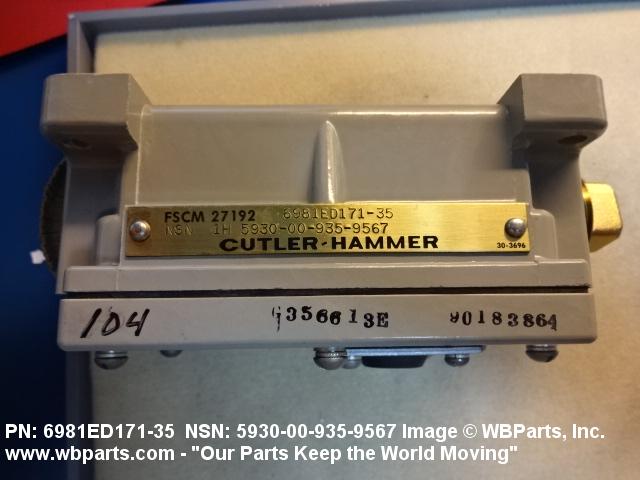 FSCM 27192 6981ED171-35
NSN 1H 5930-00-935-9567
CUTLER-HAMMER
30-3696
104 G356613E 90183864
PN: 6981ED171-35 NSN: 5930-00-935-9567 Image © WBParts, Inc.
www.wbparts.com - "Our Parts Keep the World Moving"